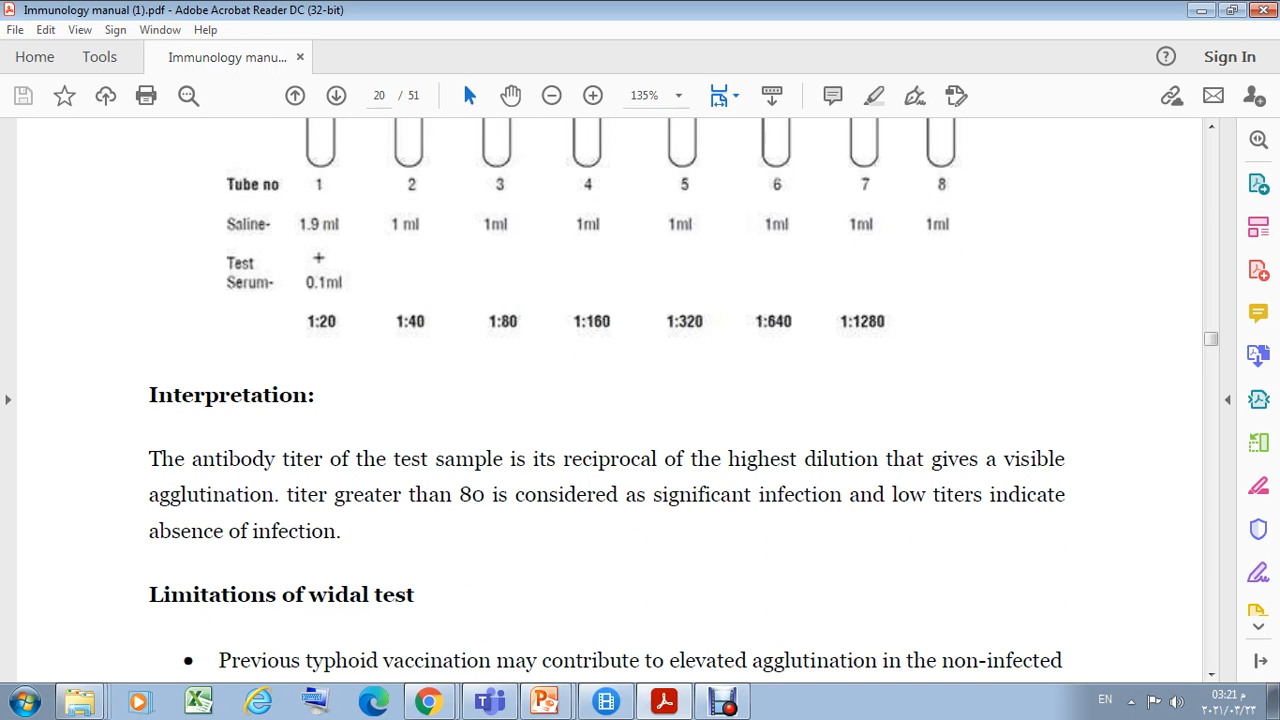 Immunology manual (1).pdf - Adobe Acrobat Reader DC (32-bit)
File Edit View Sign Window Help
Home Tools Immunology manu... × Sign In
20 / 51 135%
Tube no 1 2 3 4 5 6 7 8
Saline- 1.9 ml 1 ml 1ml 1ml 1ml 1ml 1ml 1ml
+
Test
Serum- 0.1ml
1:20 1:40 1:80 1:160 1:320 1:640 1:1280
Interpretation:
The antibody titer of the test sample is its reciprocal of the highest dilution that gives a visible
agglutination. titer greater than 80 is considered as significant infection and low titers indicate
absence of infection.
Limitations of widal test
• Previous typhoid vaccination may contribute to elevated agglutination in the non-infected
EN 03:21 م
٢٠٢١/٠٣/٢٣